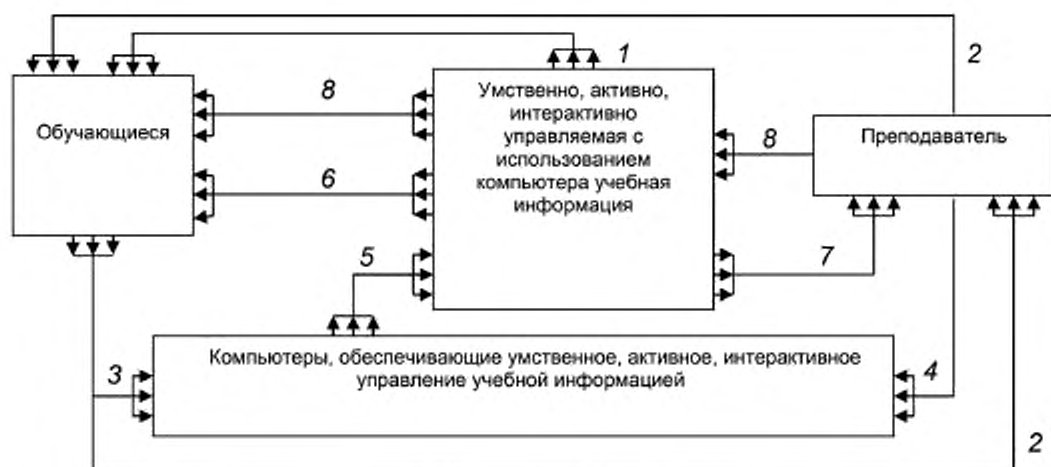 1
2
Умственно, активно,
интерактивно
управляемая с
использованием
компьютера учебная
информация
Обучающиеся
8
8
Преподаватель
6
5
7
Компьютеры, обеспечивающие умственное, активное, интерактивное
управление учебной информацией
3
4
2